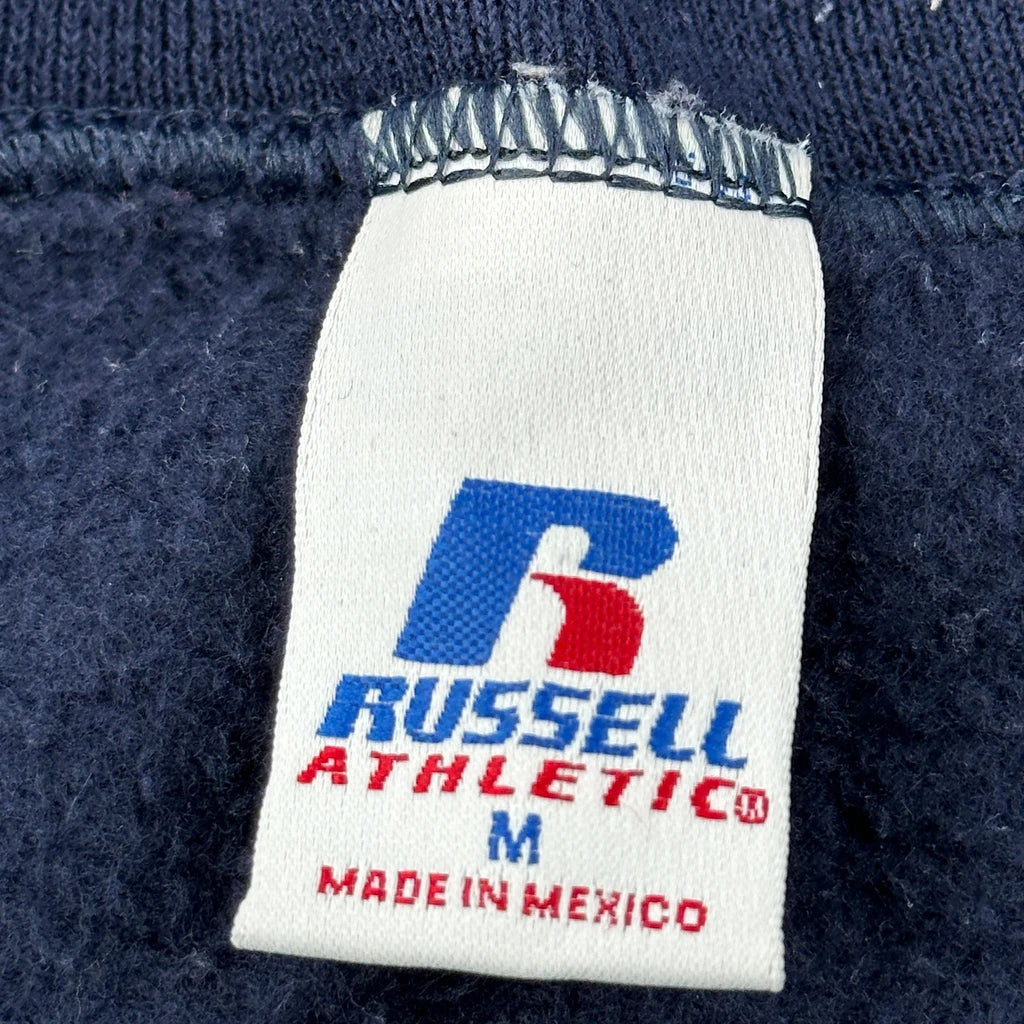 R
RUSSELL
ATHLETIC®
M
MADE IN MEXICO